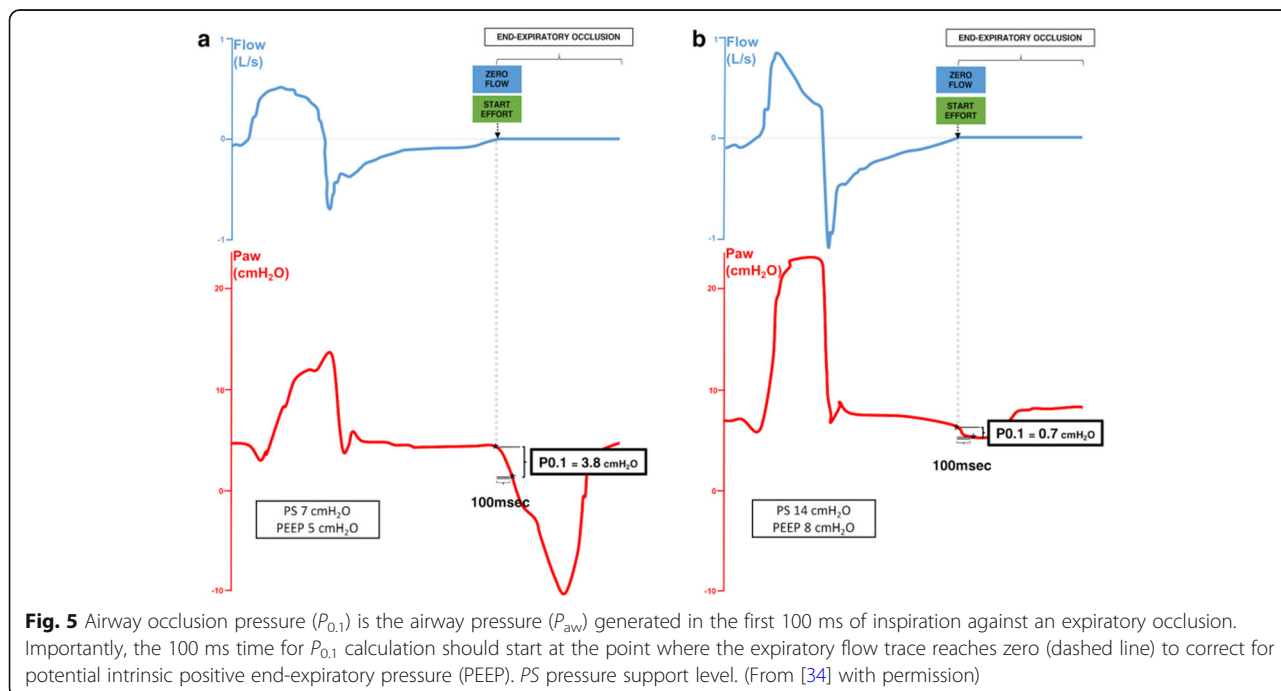 a
Flow
(L/s)
END-EXPIRATORY OCCLUSION
ZERO
FLOW
START
EFFORT
1
0
-1
Paw
(cmH₂O)
20
10
0
-10
P0.1 = 3.8 cmH₂O
100msec
PS 7 cmH₂O
PEEP 5 cmH₂O
b
Flow
(L/s)
END-EXPIRATORY OCCLUSION
ZERO
FLOW
START
EFFORT
1
0
-1
Paw
(cmH₂O)
20
10
0
-10
P0.1 = 0.7 cmH₂O
100msec
PS 14 cmH₂O
PEEP 8 cmH₂O
Fig. 5 Airway occlusion pressure (P₀.₁) is the airway pressure (Pₐw) generated in the first 100 ms of inspiration against an expiratory occlusion.
Importantly, the 100 ms time for P₀.₁ calculation should start at the point where the expiratory flow trace reaches zero (dashed line) to correct for
potential intrinsic positive end-expiratory pressure (PEEP). PS pressure support level. (From [34] with permission)